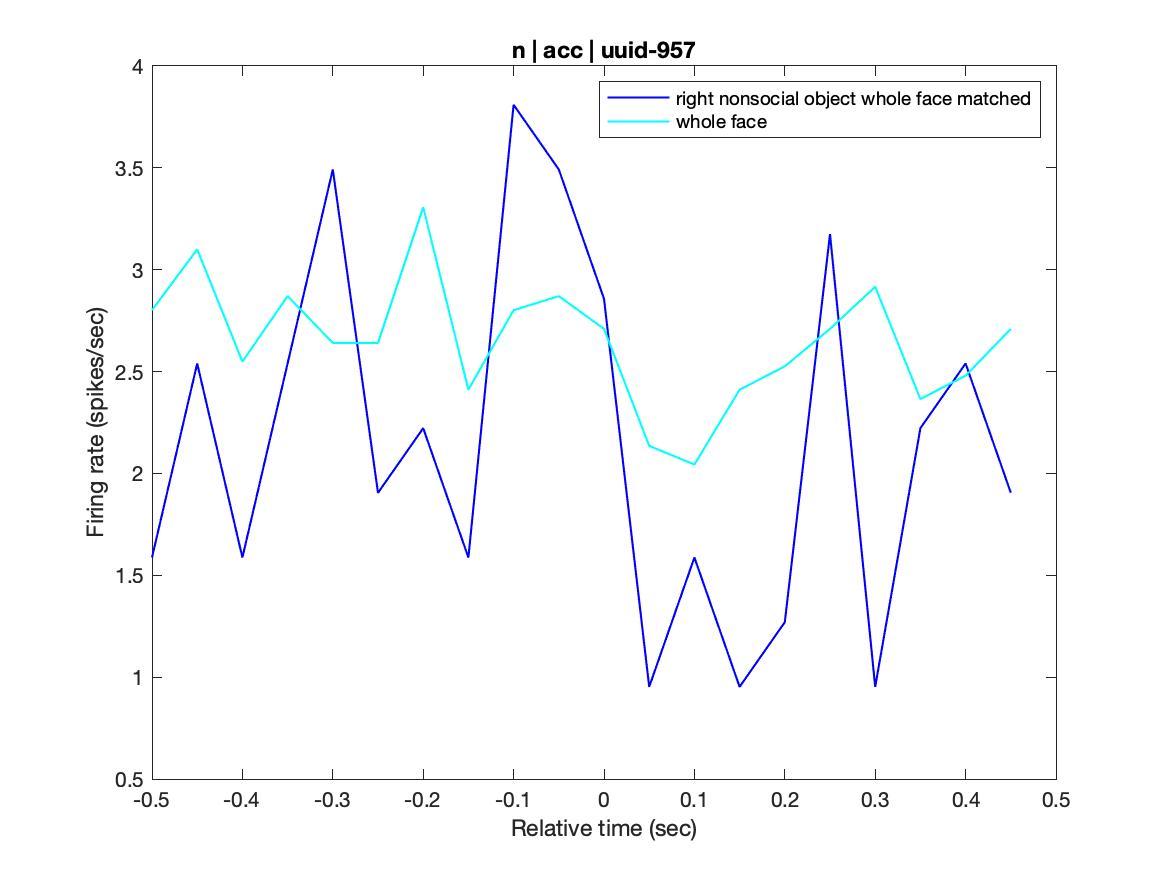 n | acc | uuid-957
right nonsocial object whole face matched
whole face
4
3.5
3
2.5
2
1.5
1
0.5
Firing rate (spikes/sec)
-0.5 -0.4 -0.3 -0.2 -0.1 0 0.1 0.2 0.3 0.4 0.5
Relative time (sec)